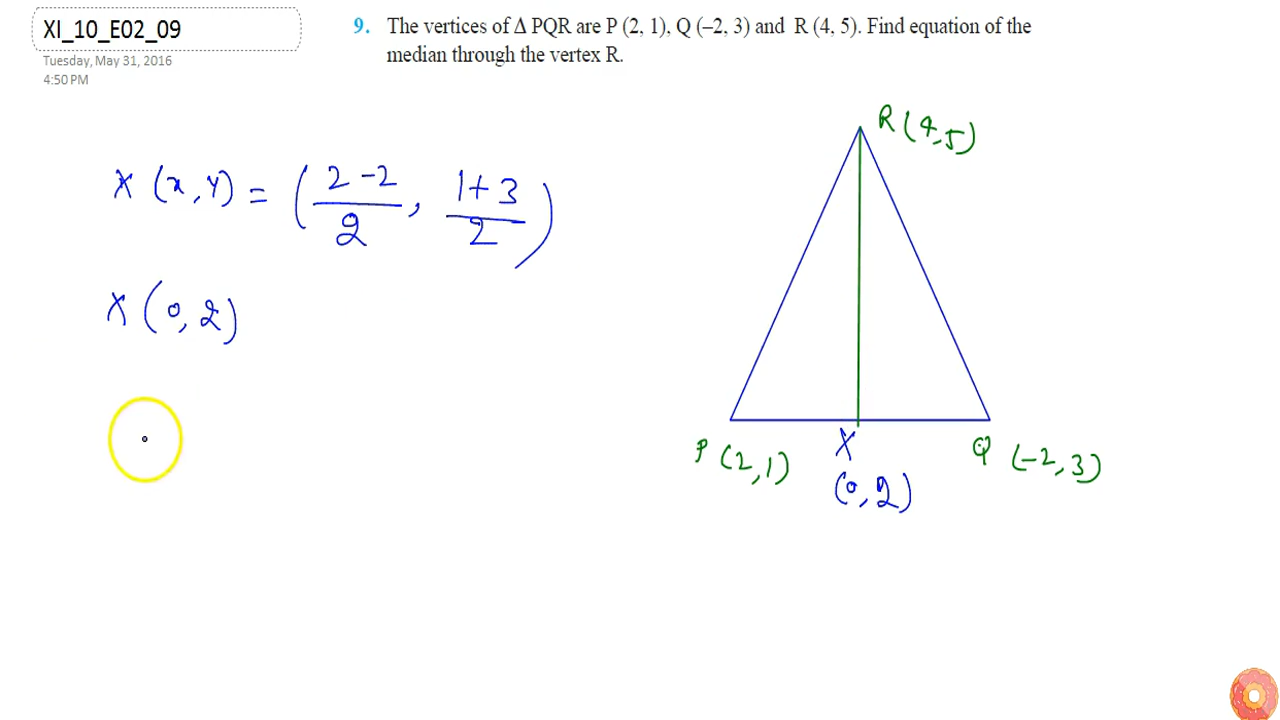 XI_10_E02_09
Tuesday, May 31, 2016
4:50 PM
9. The vertices of Δ PQR are P (2, 1), Q (–2, 3) and R (4, 5). Find equation of the
median through the vertex R.
X (x, y) = ( 2 - 2 / 2 , 1 + 3 / 2 )
X (0, 2)
R (4, 5)
P (2, 1)
X
(0, 2)
Q (-2, 3)